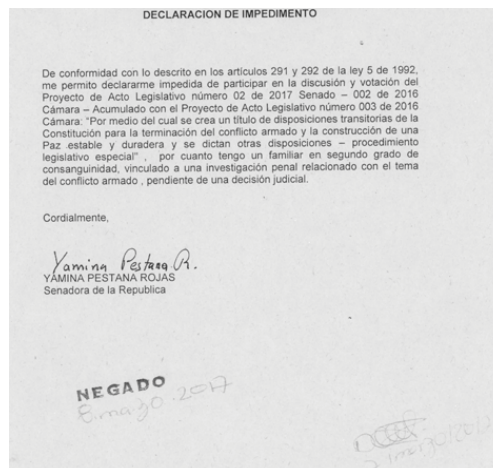 DECLARACION DE IMPEDIMENTO
De conformidad con lo descrito en los artículos 291 y 292 de la ley 5 de 1992,
me permito declararme impedida de participar en la discusión y votación del
Proyecto de Acto Legislativo número 02 de 2017 Senado – 002 de 2016
Cámara – Acumulado con el Proyecto de Acto Legislativo número 003 de 2016
Cámara: “Por medio del cual se crea un título de disposiciones transitorias de la
Constitución para la terminación del conflicto armado y la construcción de una
Paz estable y duradera y se dictan otras disposiciones – procedimiento
legislativo especial” , por cuanto tengo un familiar en segundo grado de
consanguinidad, vinculado a una investigación penal relacionado con el tema
del conflicto armado , pendiente de una decisión judicial.
Cordialmente,
Yamina Pestana R.
YAMINA PESTANA ROJAS
Senadora de la Republica
NEGADO
8. mazo . 2017